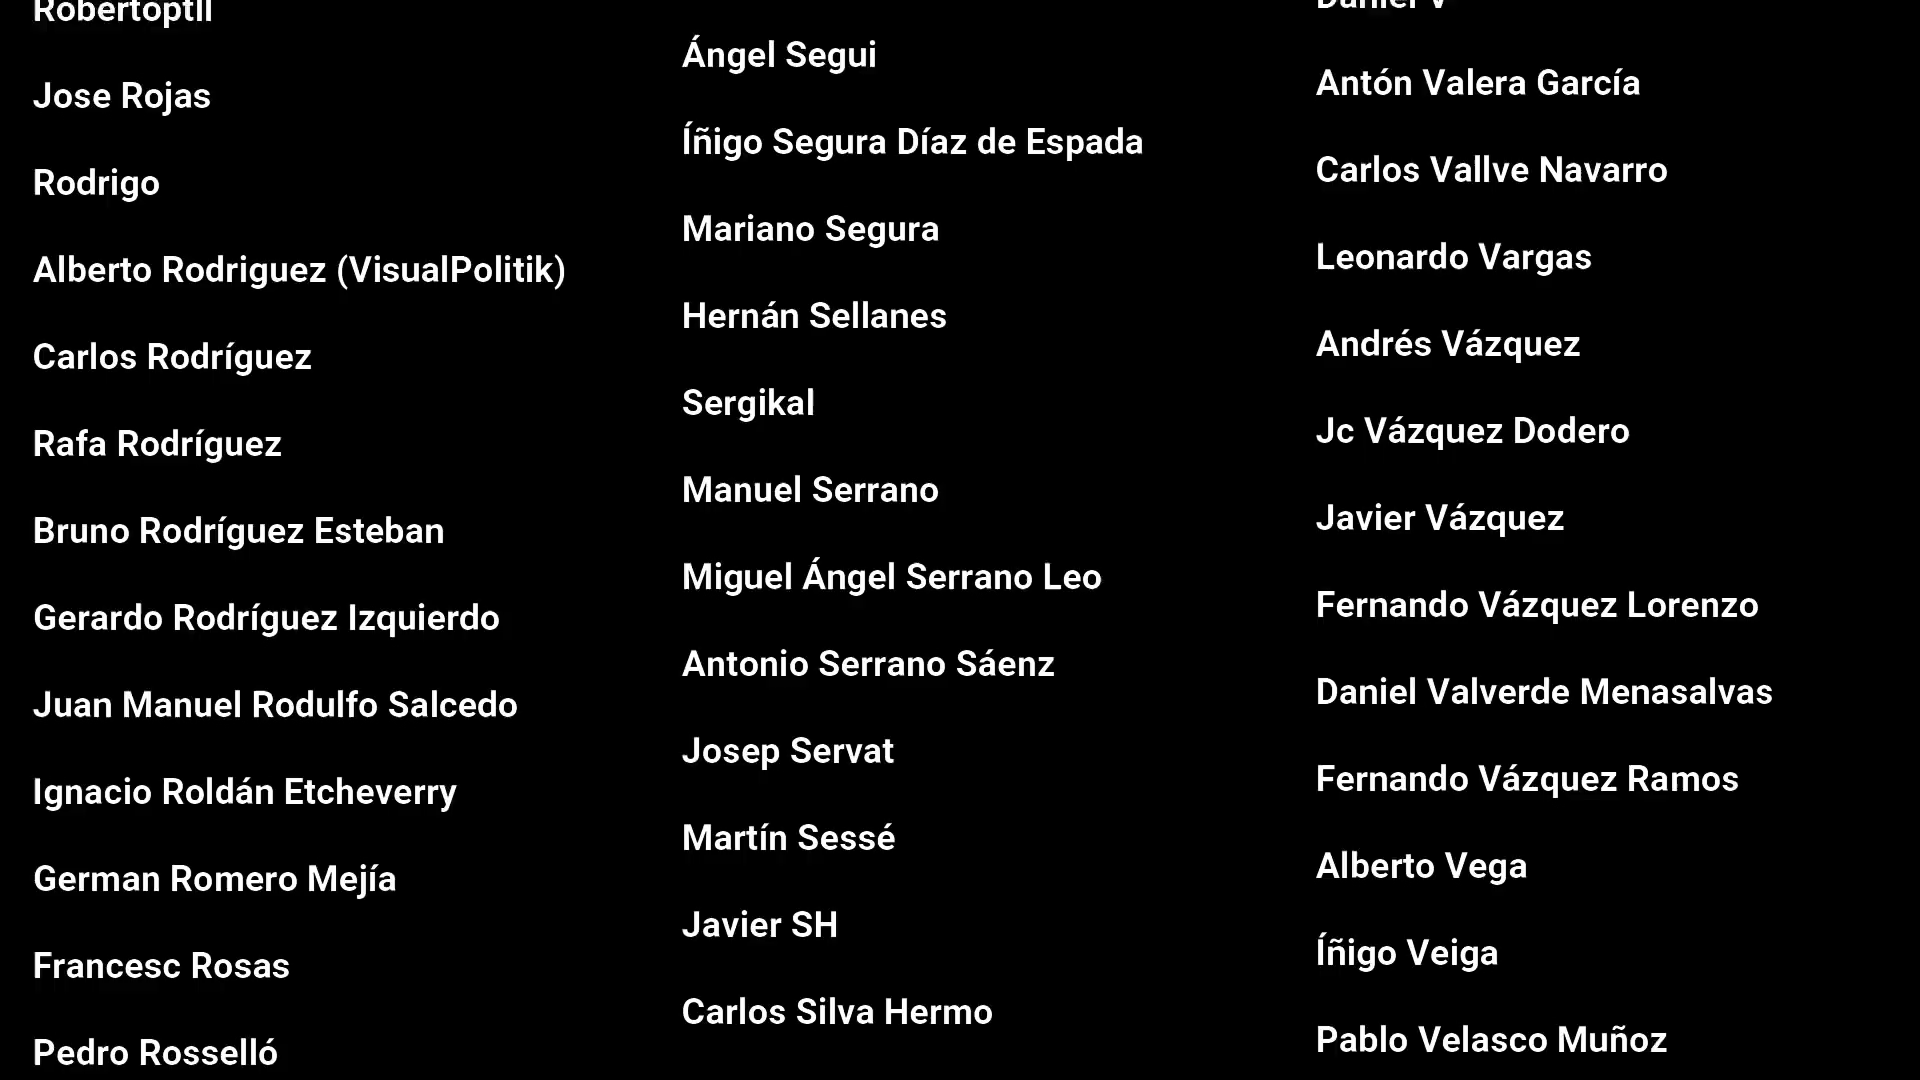 Jose Rojas
Rodrigo
Alberto Rodriguez (VisualPolitik)
Carlos Rodríguez
Rafa Rodríguez
Bruno Rodríguez Esteban
Gerardo Rodríguez Izquierdo
Juan Manuel Rodulfo Salcedo
Ignacio Roldán Etcheverry
German Romero Mejía
Francesc Rosas
Pedro Rosselló
Ángel Segui
Íñigo Segura Díaz de Espada
Mariano Segura
Hernán Sellanes
Sergikal
Manuel Serrano
Miguel Ángel Serrano Leo
Antonio Serrano Sáenz
Josep Servat
Martín Sessé
Javier SH
Carlos Silva Hermo
Daniel V
Antón Valera García
Carlos Vallve Navarro
Leonardo Vargas
Andrés Vázquez
Jc Vázquez Dodero
Javier Vázquez
Fernando Vázquez Lorenzo
Daniel Valverde Menasalvas
Fernando Vázquez Ramos
Alberto Vega
Íñigo Veiga
Pablo Velasco Muñoz